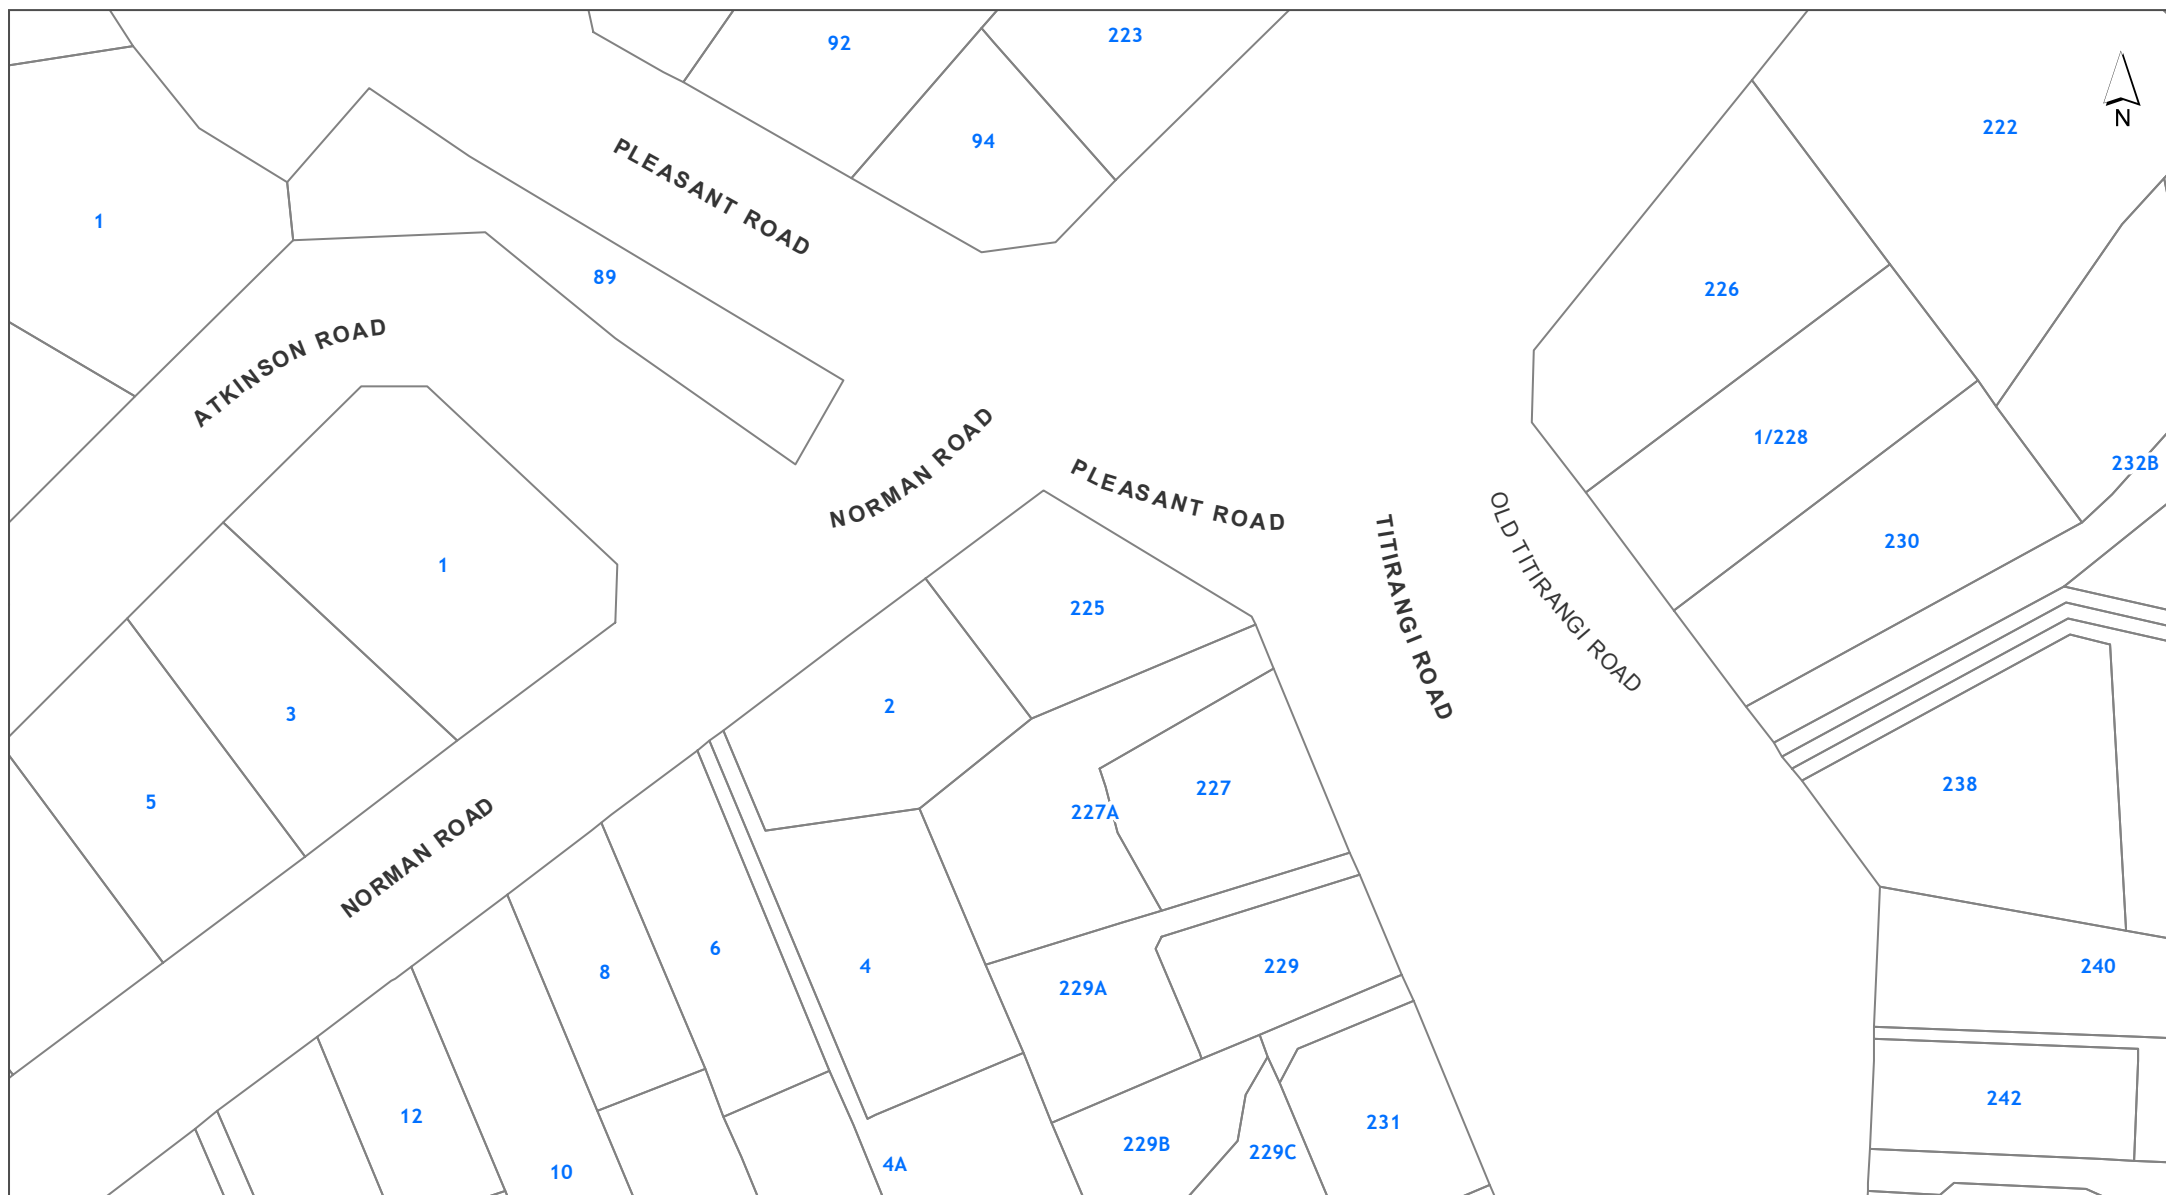 92
223
N
222
94
PLEASANT ROAD
1
89
226
ATKINSON ROAD
NORMAN ROAD
1/228
232B
PLEASANT ROAD
TITIRANGI ROAD
OLD TITIRANGI ROAD
230
1
225
3
2
5
227
227A
238
NORMAN ROAD
6
8
4
229
229A
240
12
10
4A
229B
229C
231
242